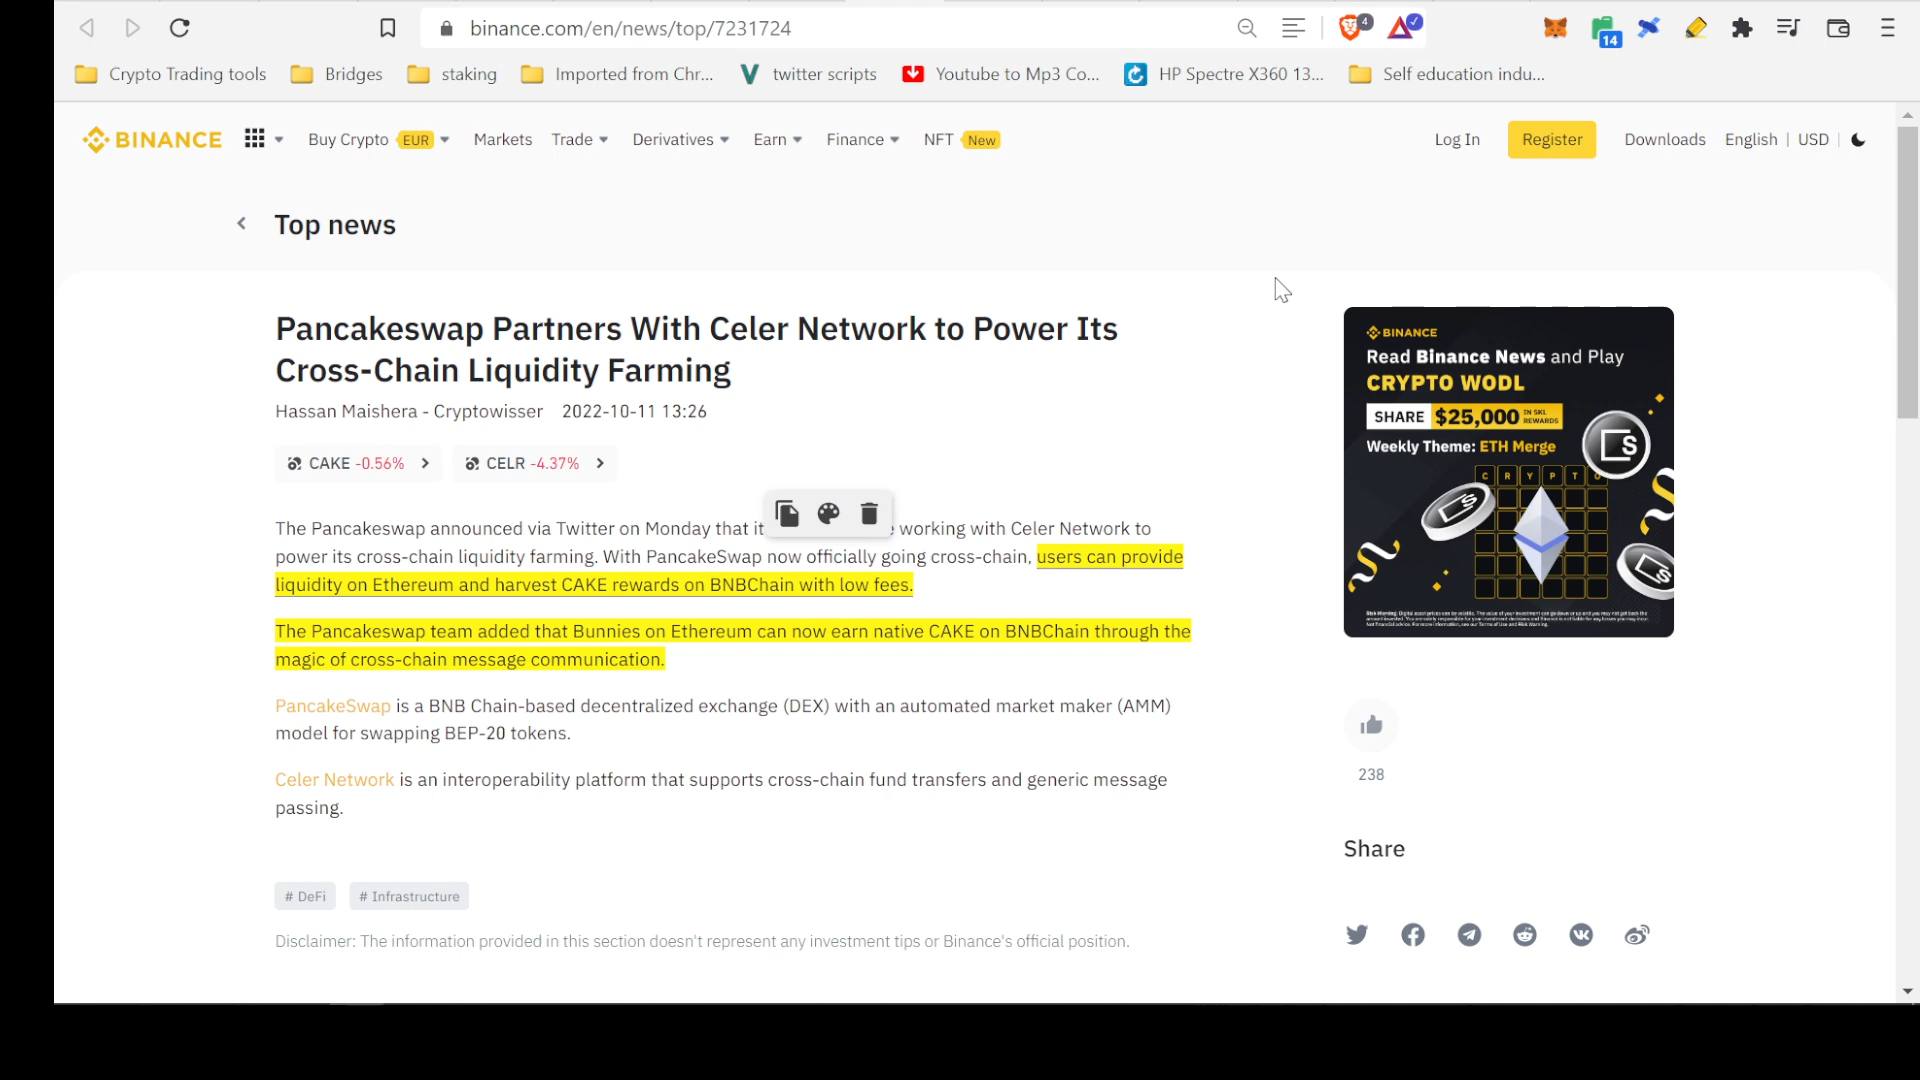 binance.com/en/news/top/7231724
4
14
Crypto Trading tools
Bridges
staking
Imported from Chr...
twitter scripts
Youtube to Mp3 Co...
HP Spectre X360 13...
Self education indu...
BINANCE
Buy Crypto EUR
Markets
Trade
Derivatives
Earn
Finance
NFT New
Log In
Register
Downloads
English | USD
Top news
Pancakeswap Partners With Celer Network to Power Its
Cross-Chain Liquidity Farming
Hassan Maishera - Cryptowisser 2022-10-11 13:26
CAKE -0.56%
CELR -4.37%
The Pancakeswap announced via Twitter on Monday that it working with Celer Network to
power its cross-chain liquidity farming. With PancakeSwap now officially going cross-chain, users can provide
liquidity on Ethereum and harvest CAKE rewards on BNBChain with low fees.
The Pancakeswap team added that Bunnies on Ethereum can now earn native CAKE on BNBChain through the
magic of cross-chain message communication.
PancakeSwap is a BNB Chain-based decentralized exchange (DEX) with an automated market maker (AMM)
model for swapping BEP-20 tokens.
Celer Network is an interoperability platform that supports cross-chain fund transfers and generic message
passing.
# DeFi
# Infrastructure
Disclaimer: The information provided in this section doesn't represent any investment tips or Binance's official position.
BINANCE
Read Binance News and Play
CRYPTO WODL
SHARE $25,000 IN SKL
REWARDS
Weekly Theme: ETH Merge
C R Y P T O
238
Share